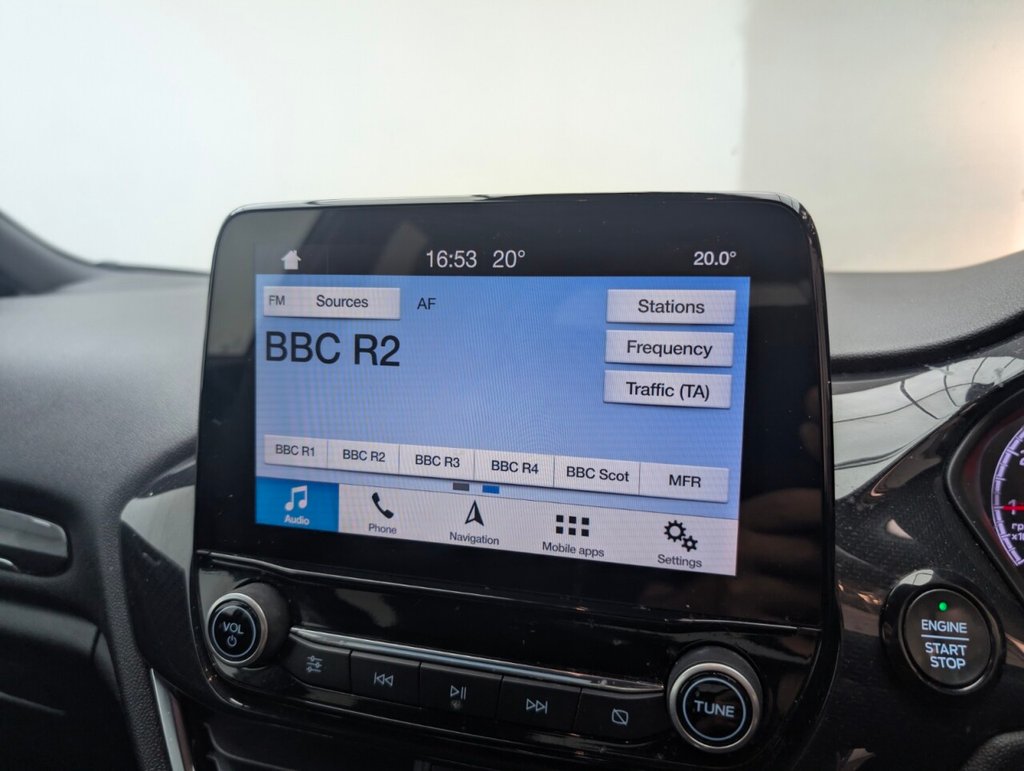 16:53 20° 20.0°
FM Sources AF Stations
BBC R2
Frequency
Traffic (TA)
BBC R1 BBC R2 BBC R3 BBC R4 BBC Scot MFR
Audio Phone Navigation Mobile apps Settings
VOL
TUNE
ENGINE
START
STOP